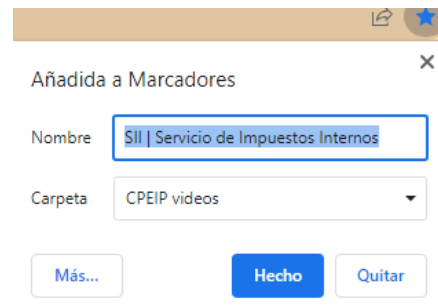 Añadida a Marcadores
Nombre SII | Servicio de Impuestos Internos
Carpeta CPEIP videos
Más... Hecho Quitar